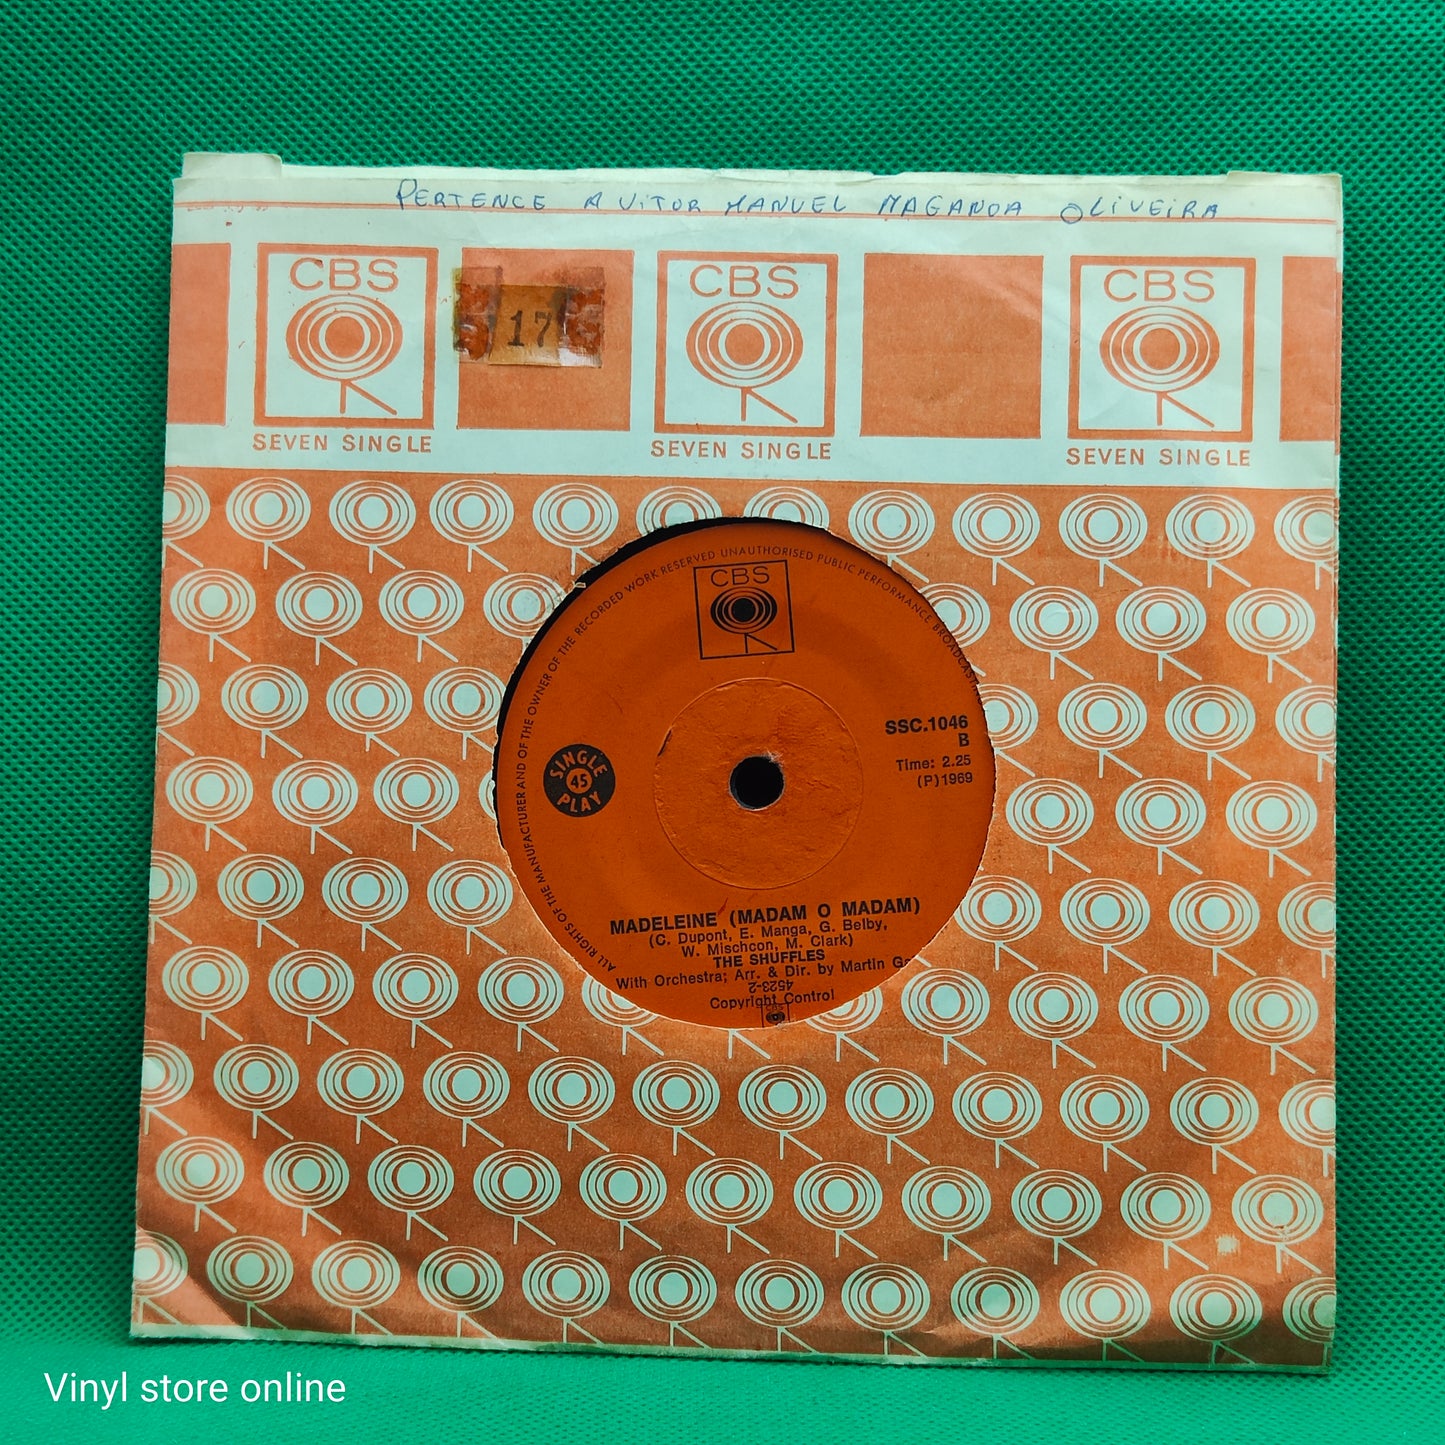 PERTENCE A VITOR MANUEL MAGANOA OLIVEIRA
CBS
17
CBS
CBS
SEVEN SINGLE
SEVEN SINGLE
SEVEN SINGLE
ALL RIGHTS OF THE MANUFACTURER AND OF THE OWNER OF THE RECORDED WORK RESERVED UNAUTHORISED PUBLIC PERFORMANCE BROADCAST
CBS
SINGLE
45
PLAY
SSC.1046
B
Time: 2.25
(P)1969
MADELEINE (MADAM O MADAM)
(C. Dupont, E. Manga, G. Belby,
W. Mischcon, M. Clark)
THE SHUFFLES
With Orchestra; Arr. & Dir. by Martin
4523-2
Copyright Control
CBS
Vinyl store online